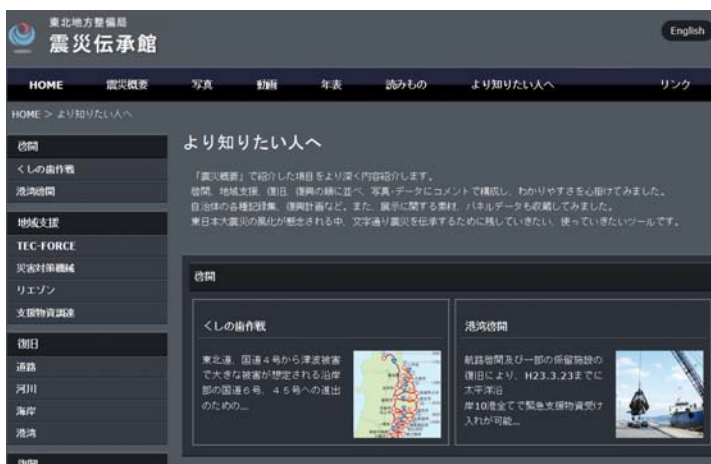 東北地方整備局
震災伝承館
English
HOME 震災概要 写真 動画 年表 読みもの より知りたい人へ リンク
HOME > より知りたい人へ
啓開
くしの歯作戦
港湾啓開
地域支援
TEC-FORCE
災害対策機械
リエゾン
支援物資調達
復旧
道路
河川
海岸
港湾
より知りたい人へ
「震災概要」で紹介した項目をより深く内容紹介します。
啓開、地域支援、復旧、復興の順に並べ、写真・データにコメントで構成し、わかりやすさを心掛けてみました。
自治体の各種記録集、復興計画など。また、展示に関する素材、パネルデータも収蔵してみました。
東日本大震災の風化が懸念される中、文字通り震災を伝承するために残していきたい、使っていきたいツールです。
啓開
くしの歯作戦
東北道、国道4号から津波被害
で大きな被害が想定される沿岸
部の国道6号、45号への進出
のための...
港湾啓開
航路啓開及び一部の係留施設の
復旧により、H23.3.23までに
太平洋沿
岸10港全てで緊急支援物資受け
入れが可能...